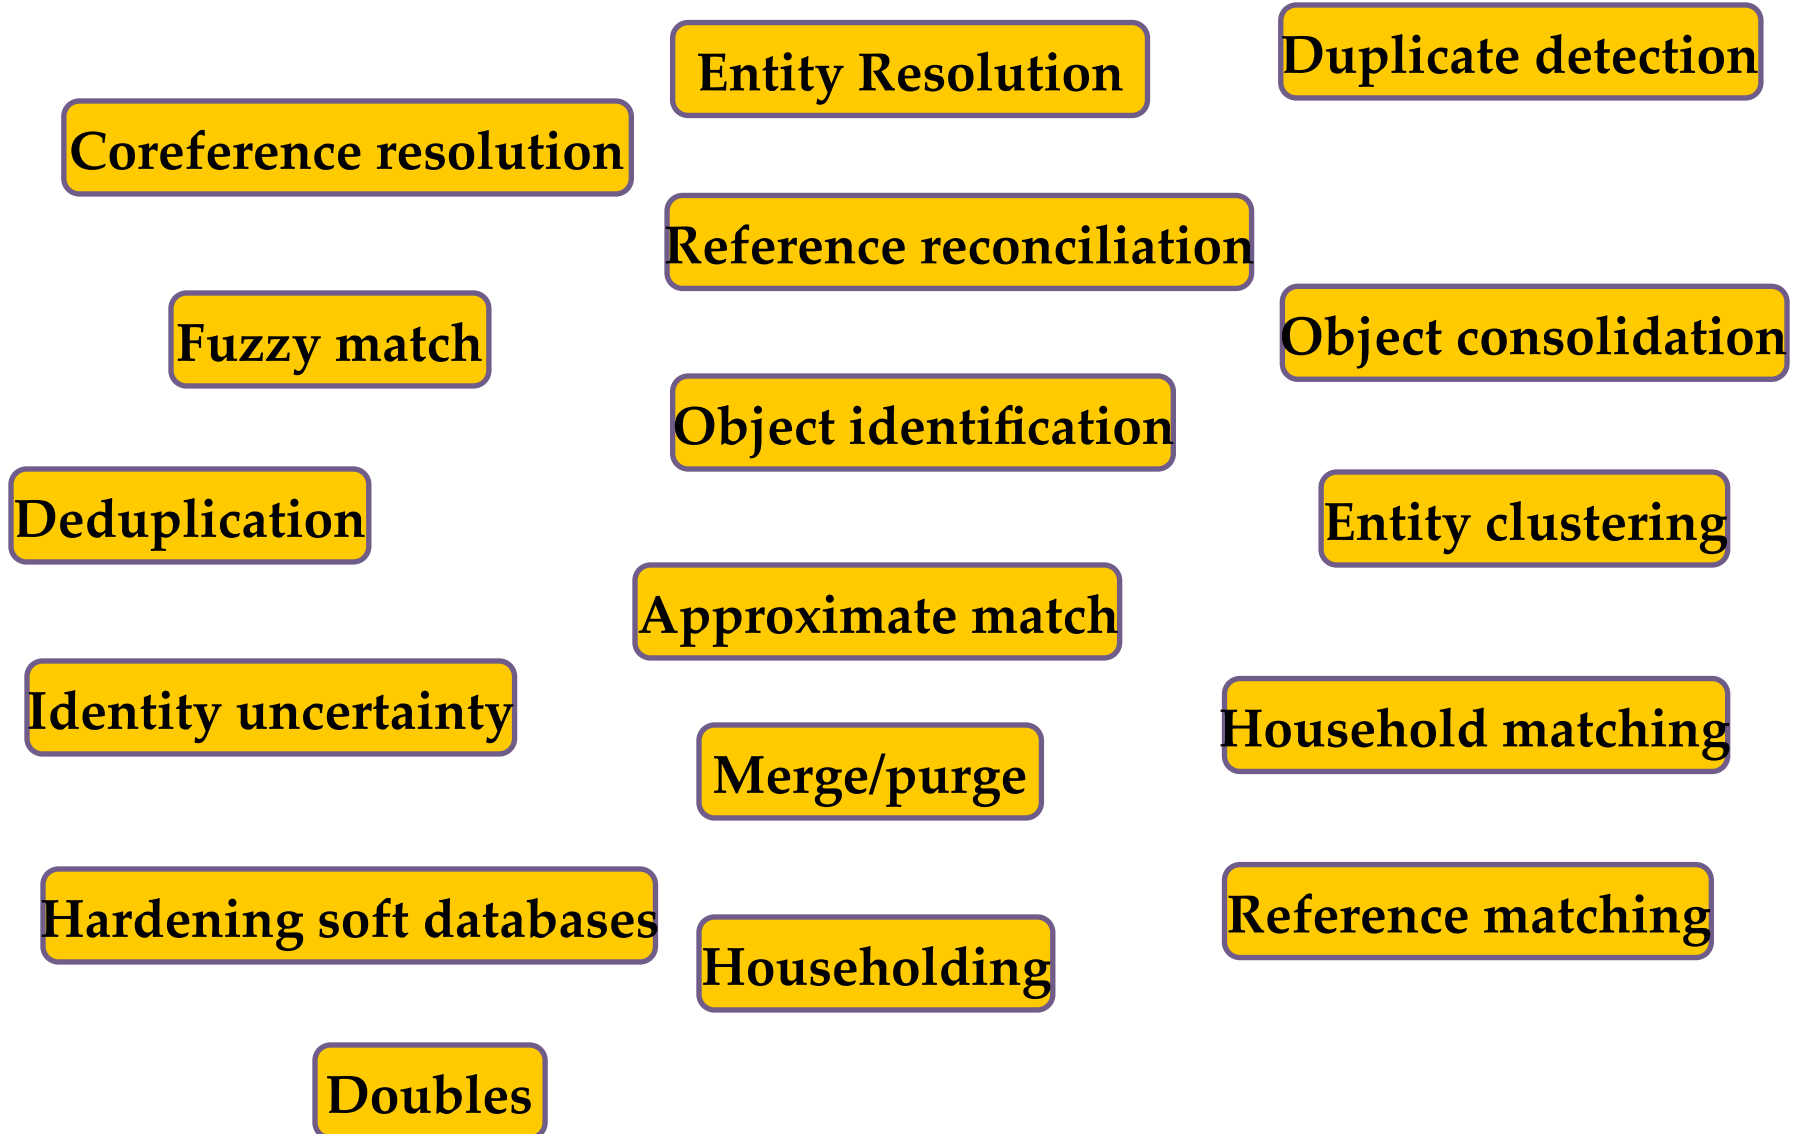 Entity Resolution
Duplicate detection
Coreference resolution
Reference reconciliation
Fuzzy match
Object consolidation
Object identification
Deduplication
Entity clustering
Approximate match
Identity uncertainty
Household matching
Merge/purge
Hardening soft databases
Reference matching
Householding
Doubles